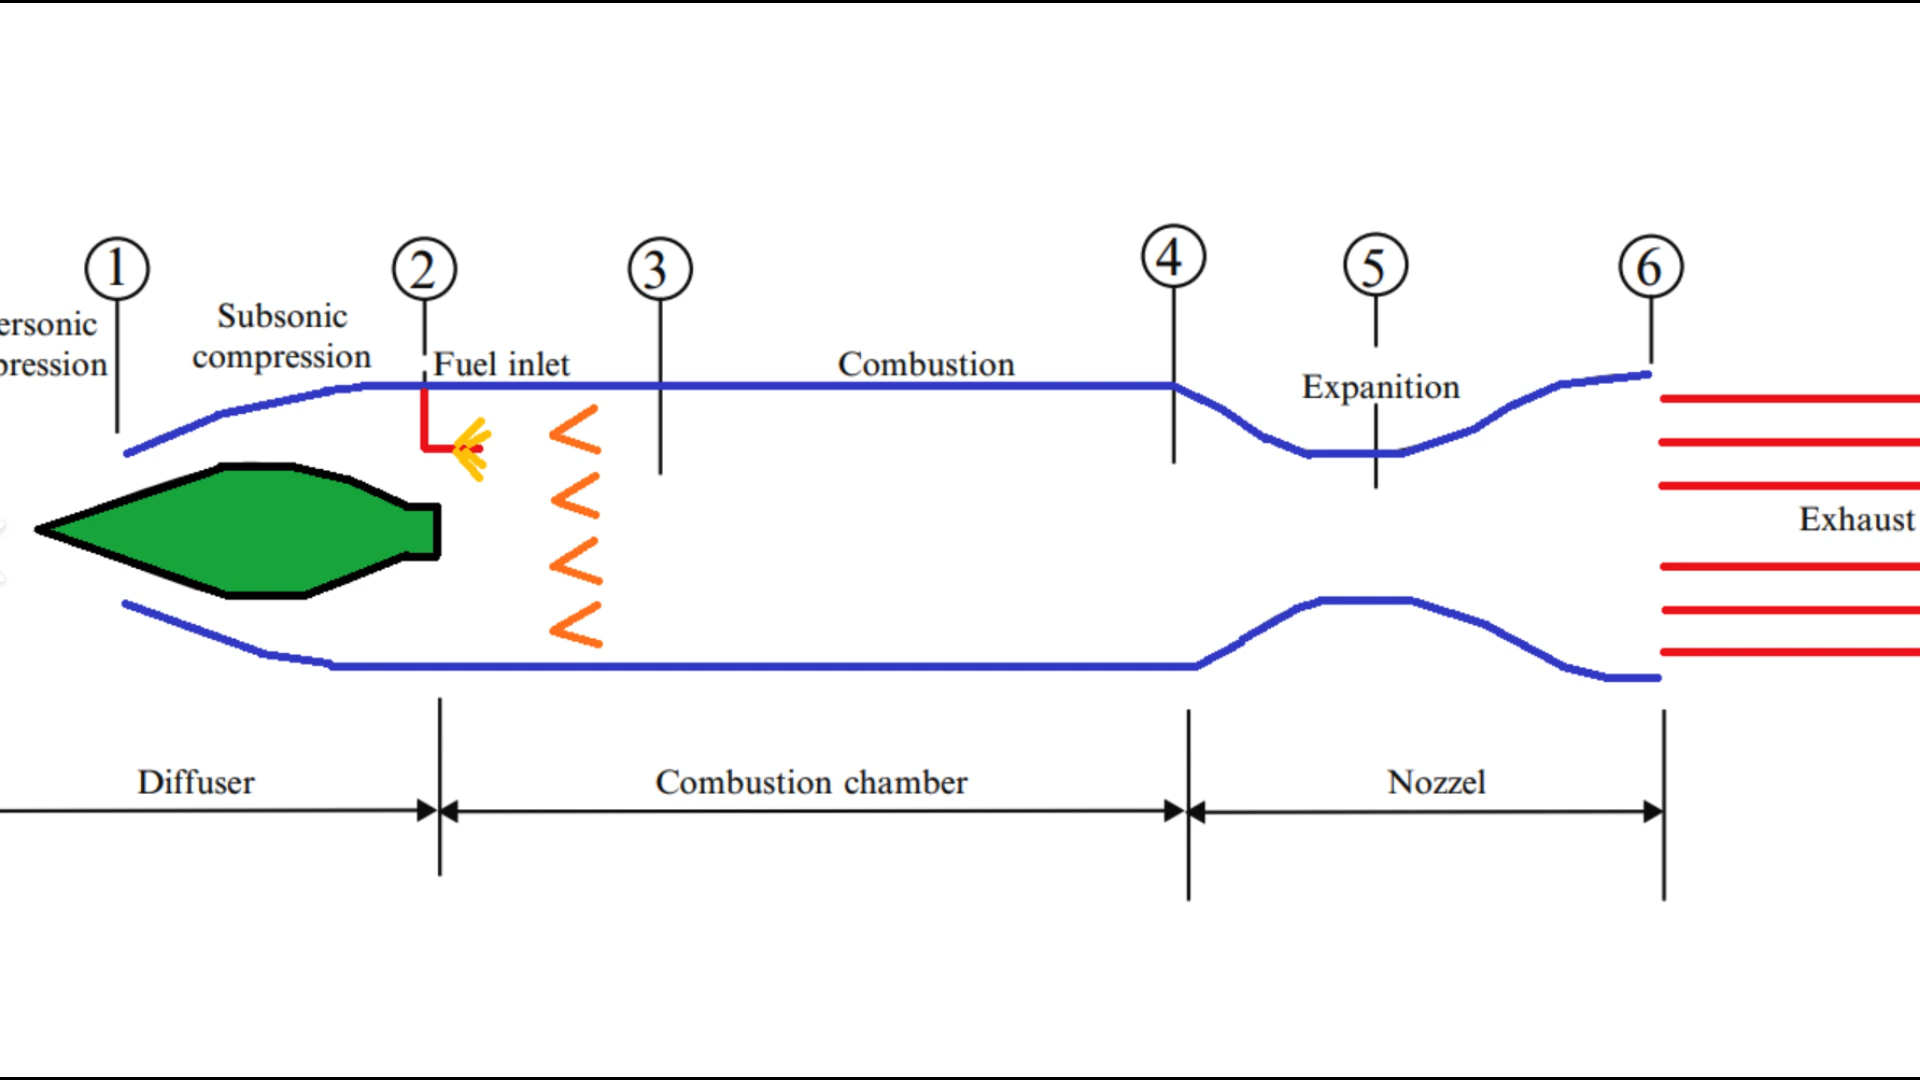 1
2
3
4
5
6
ersonic
pression
Subsonic
compression
Fuel inlet
Combustion
Expanition
Exhaust
Diffuser
Combustion chamber
Nozzel